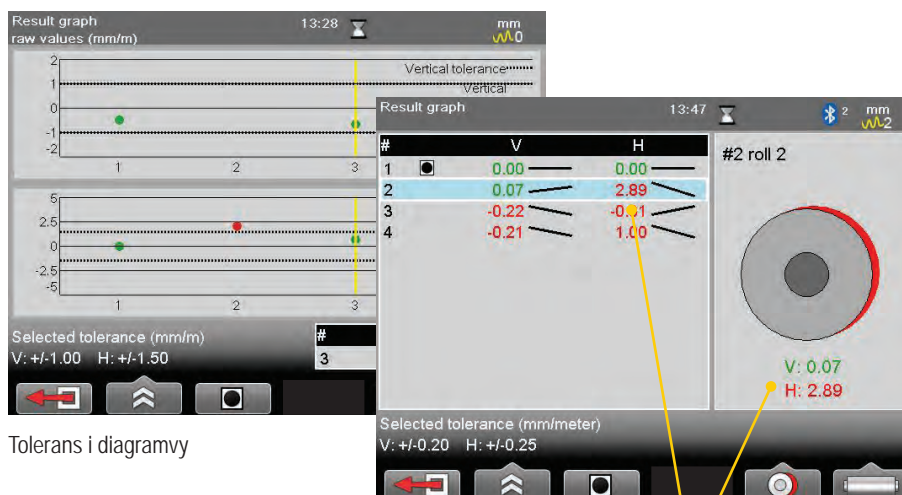 Result graph 13:28 mm
raw values (mm/m) 0
2
Vertical tolerance
1
Vertical
0
-1
-2
1 2 3
5
2.5
0
-2.5
-5
1 2 3
Selected tolerance (mm/m)
V: +/-1.00 H: +/-1.50
#
3
Tolerans i diagramvy
Result graph 13:47 2 mm
2
# V H
1 0.00 0.00
2 0.07 2.89
3 -0.22
4 -0.21 1.00
#2 roll 2
V: 0.07
H: 2.89
Selected tolerance (mm/meter)
V: +/-0.20 H: +/-0.25